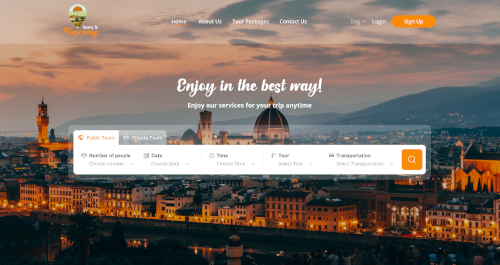 Home About Us Tour Packages Contact Us Eng Login Sign Up
Enjoy in the best way!
Enjoy our services for your trip anytime
Public Tours Private Tours
Number of people Date Time Tour Transportation
Choose number Choose Date Choose Time Select Tour Select Transportation